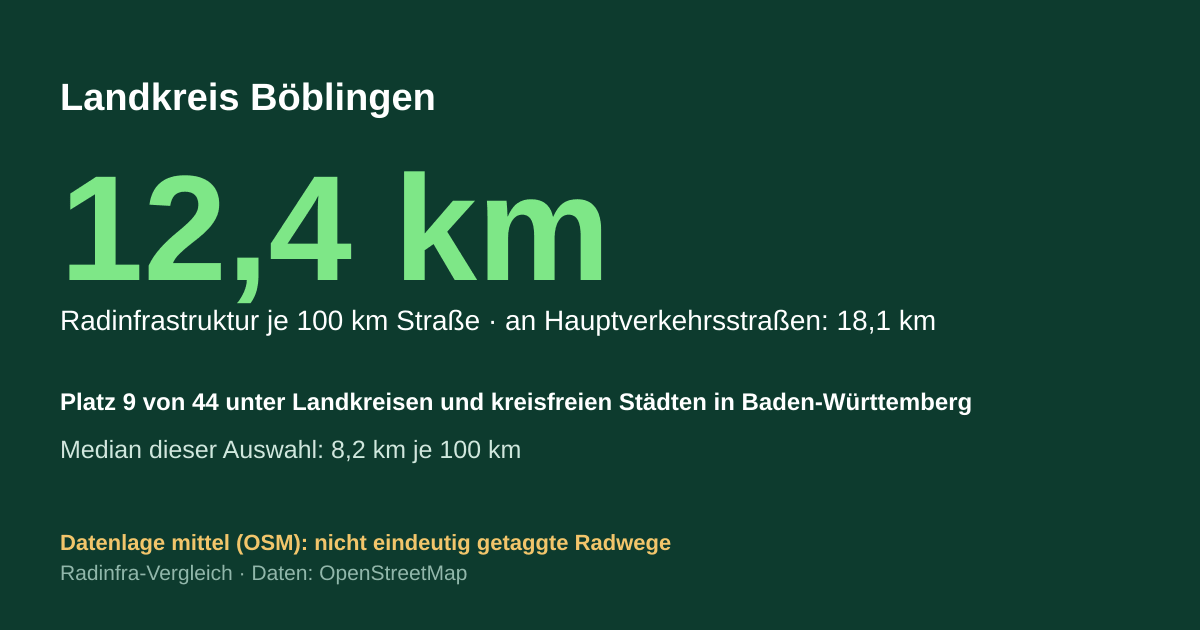 Landkreis Böblingen
12,4 km
Radinfrastruktur je 100 km Straße · an Hauptverkehrsstraßen: 18,1 km
Platz 9 von 44 unter Landkreisen und kreisfreien Städten in Baden-Württemberg
Median dieser Auswahl: 8,2 km je 100 km
Datenlage mittel (OSM): nicht eindeutig getaggte Radwege
Radinfra-Vergleich · Daten: OpenStreetMap